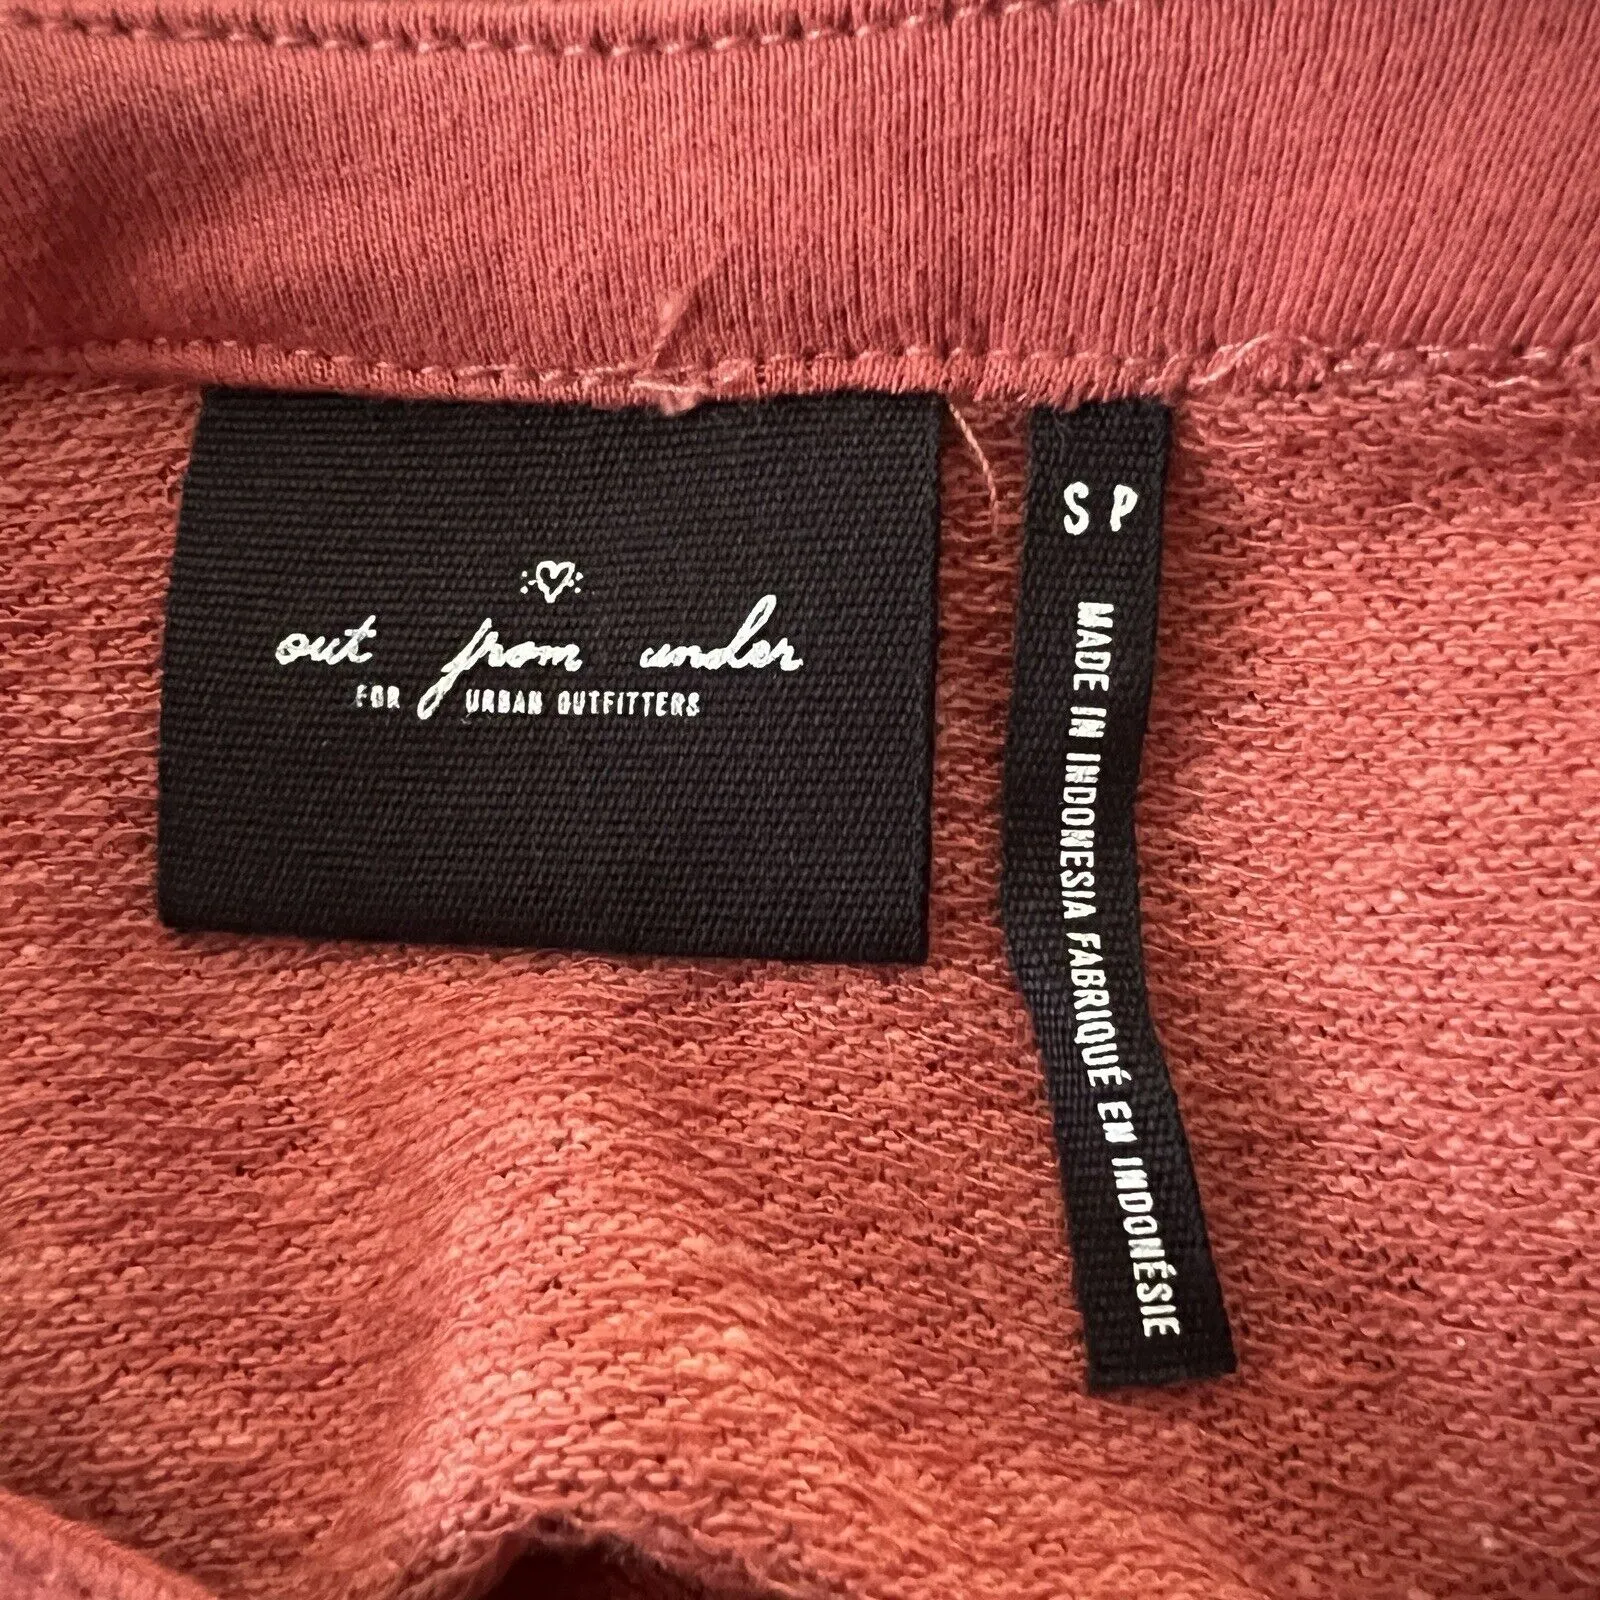 out from under
FOR URBAN OUTFITTERS
S P
MADE IN INDONESIA FABRIQUÉ EN INDONÉSIE